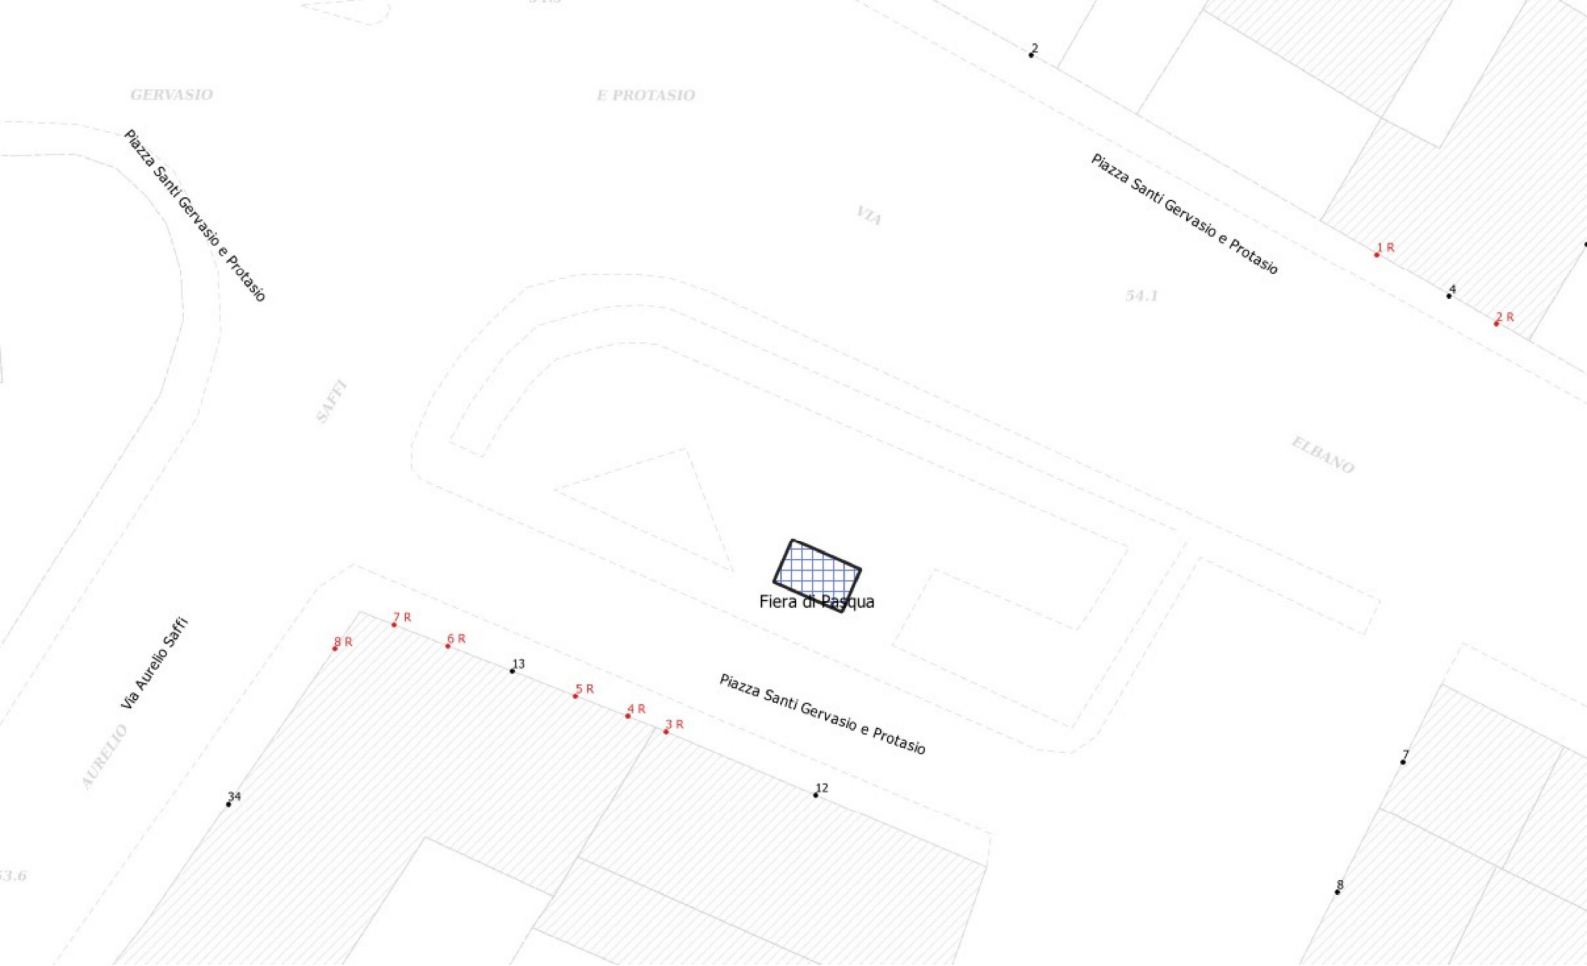 2
GERVASIO
E PROTASIO
Piazza Santi Gervasio e Protasio
Piazza Santi Gervasio e Protasio
VIA
1 R
54.1
4
2 R
SAFFI
ELBANO
Fiera di Pasqua
7 R
8 R
6 R
13
5 R
4 R
3 R
Via Aurelio Saffi
Piazza Santi Gervasio e Protasio
AURELIO
7
12
34
8